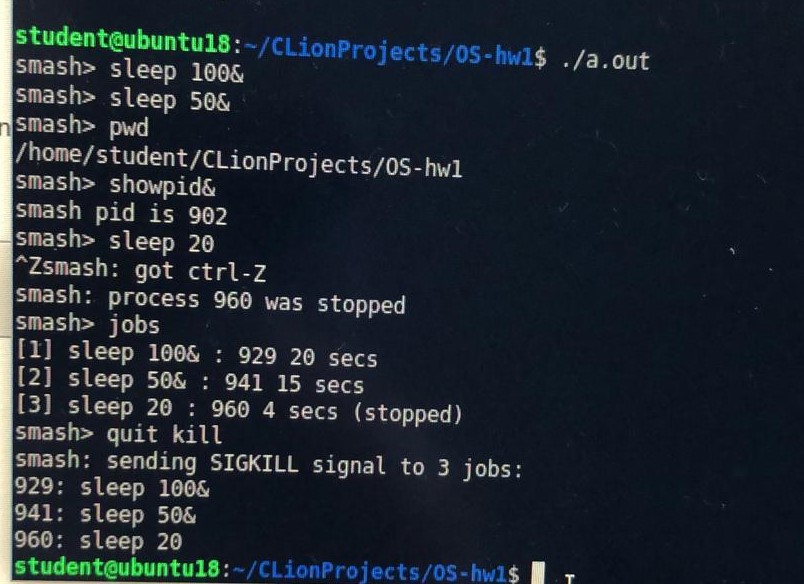 student@ubuntu18:~/CLionProjects/OS-hw1$ ./a.out
smash> sleep 100&
smash> sleep 50&
smash> pwd
/home/student/CLionProjects/OS-hw1
smash> showpid&
smash pid is 902
smash> sleep 20
^Zsmash: got ctrl-Z
smash: process 960 was stopped
smash> jobs
[1] sleep 100& : 929 20 secs
[2] sleep 50& : 941 15 secs
[3] sleep 20 : 960 4 secs (stopped)
smash> quit kill
smash: sending SIGKILL signal to 3 jobs:
929: sleep 100&
941: sleep 50&
960: sleep 20
student@ubuntu18:~/CLionProjects/OS-hw1$